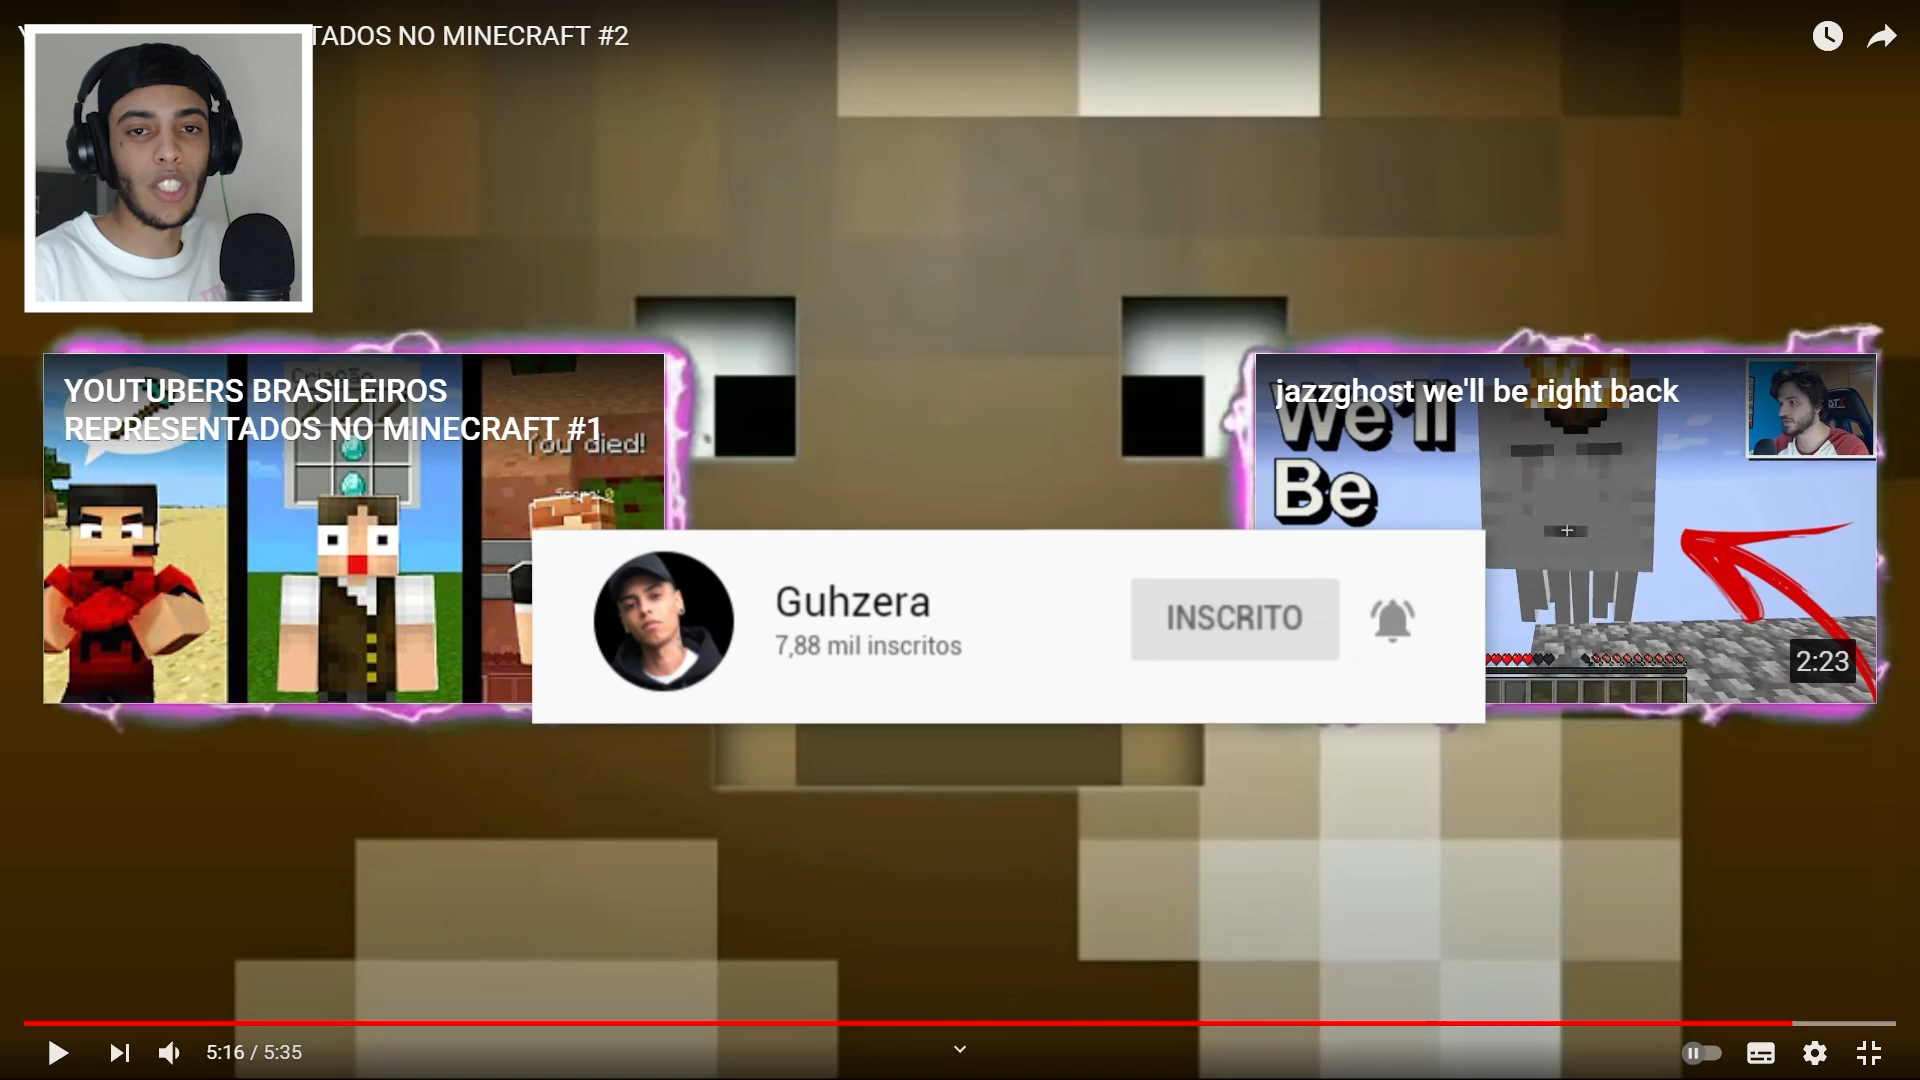 TADOS NO MINECRAFT #2
YOUTUBERS BRASILEIROS
REPRESENTADOS NO MINECRAFT #1
Criação
You died!
jazzghost we'll be right back
We'll
Be
2:23
Guhzera
7,88 mil inscritos
INSCRITO
5:16 / 5:35